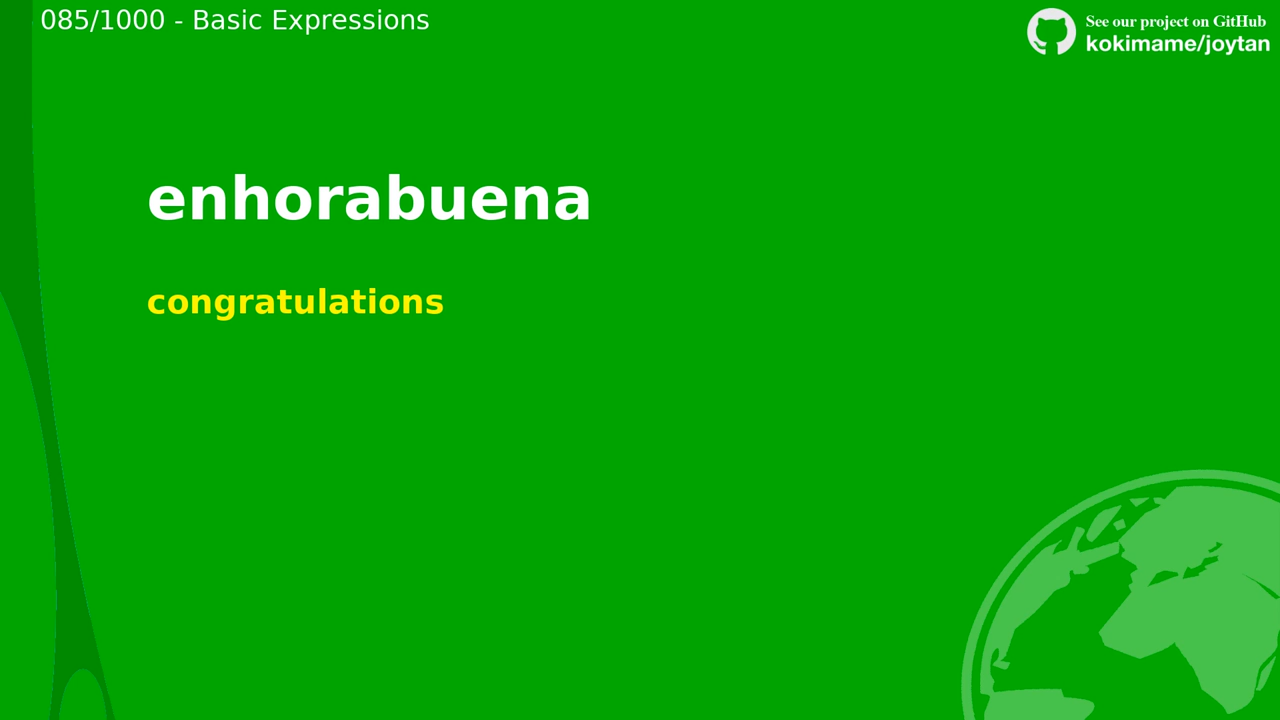 085/1000 - Basic Expressions
See our project on GitHub
kokimame/joytan
enhorabuena
congratulations